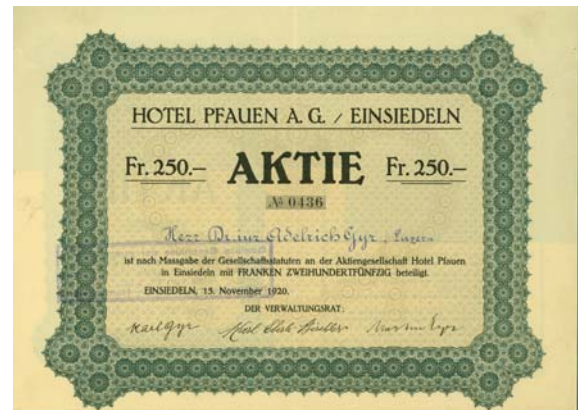 HOTEL PFAUEN A. G. / EINSIEDELN
Fr. 250.– AKTIE Fr. 250.–
№ 0436
Herr Dr. iur. Adelrich Gyr, Luzern
ist nach Massgabe der Gesellschaftsstatuten an der Aktiengesellschaft Hotel Pfauen
in Einsiedeln mit FRANKEN ZWEIHUNDERTFÜNFZIG beteiligt.
EINSIEDELN, 15. November 1920.
DER VERWALTUNGSRAT:
Karl Gyr Martin Gyr